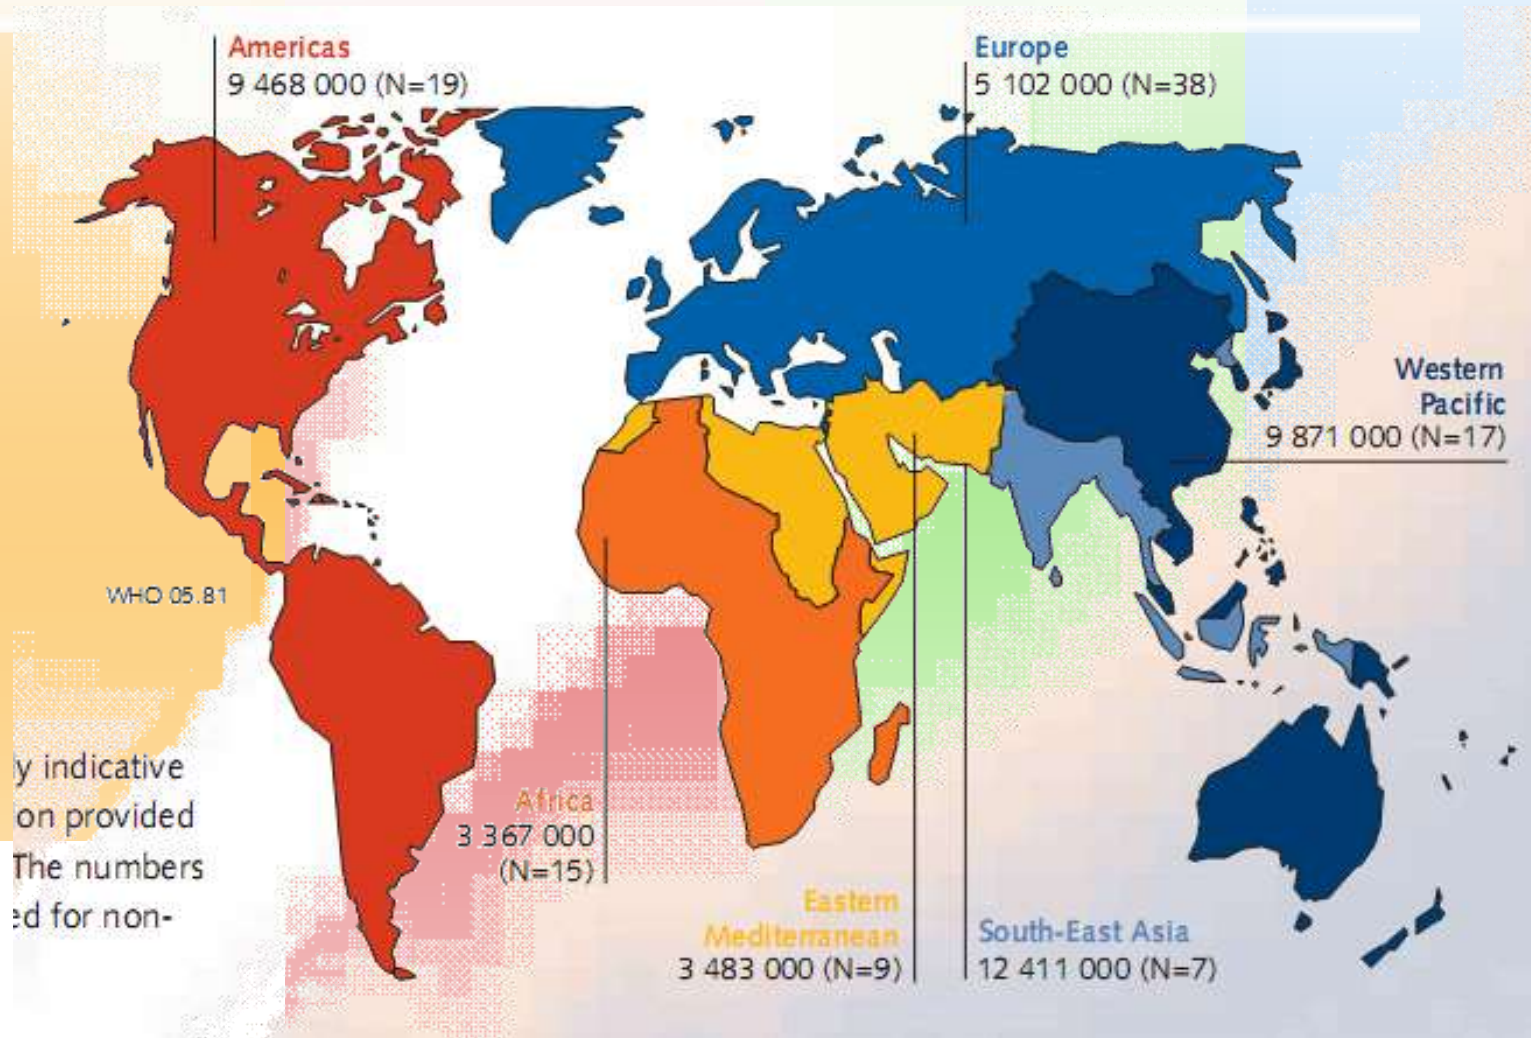 Americas
9 468 000 (N=19)
Europe
5 102 000 (N=38)
Western
Pacific
9 871 000 (N=17)
WHO 05.81
y indicative
on provided
The numbers
ed for non-
Africa
3 367 000
(N=15)
Eastern
Mediterranean
3 483 000 (N=9)
South-East Asia
12 411 000 (N=7)